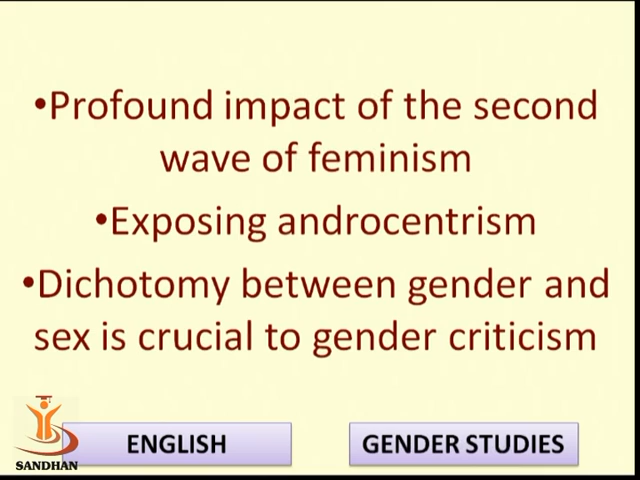 •Profound impact of the second
wave of feminism
•Exposing androcentrism
•Dichotomy between gender and
sex is crucial to gender criticism
SANDHAN
ENGLISH
GENDER STUDIES